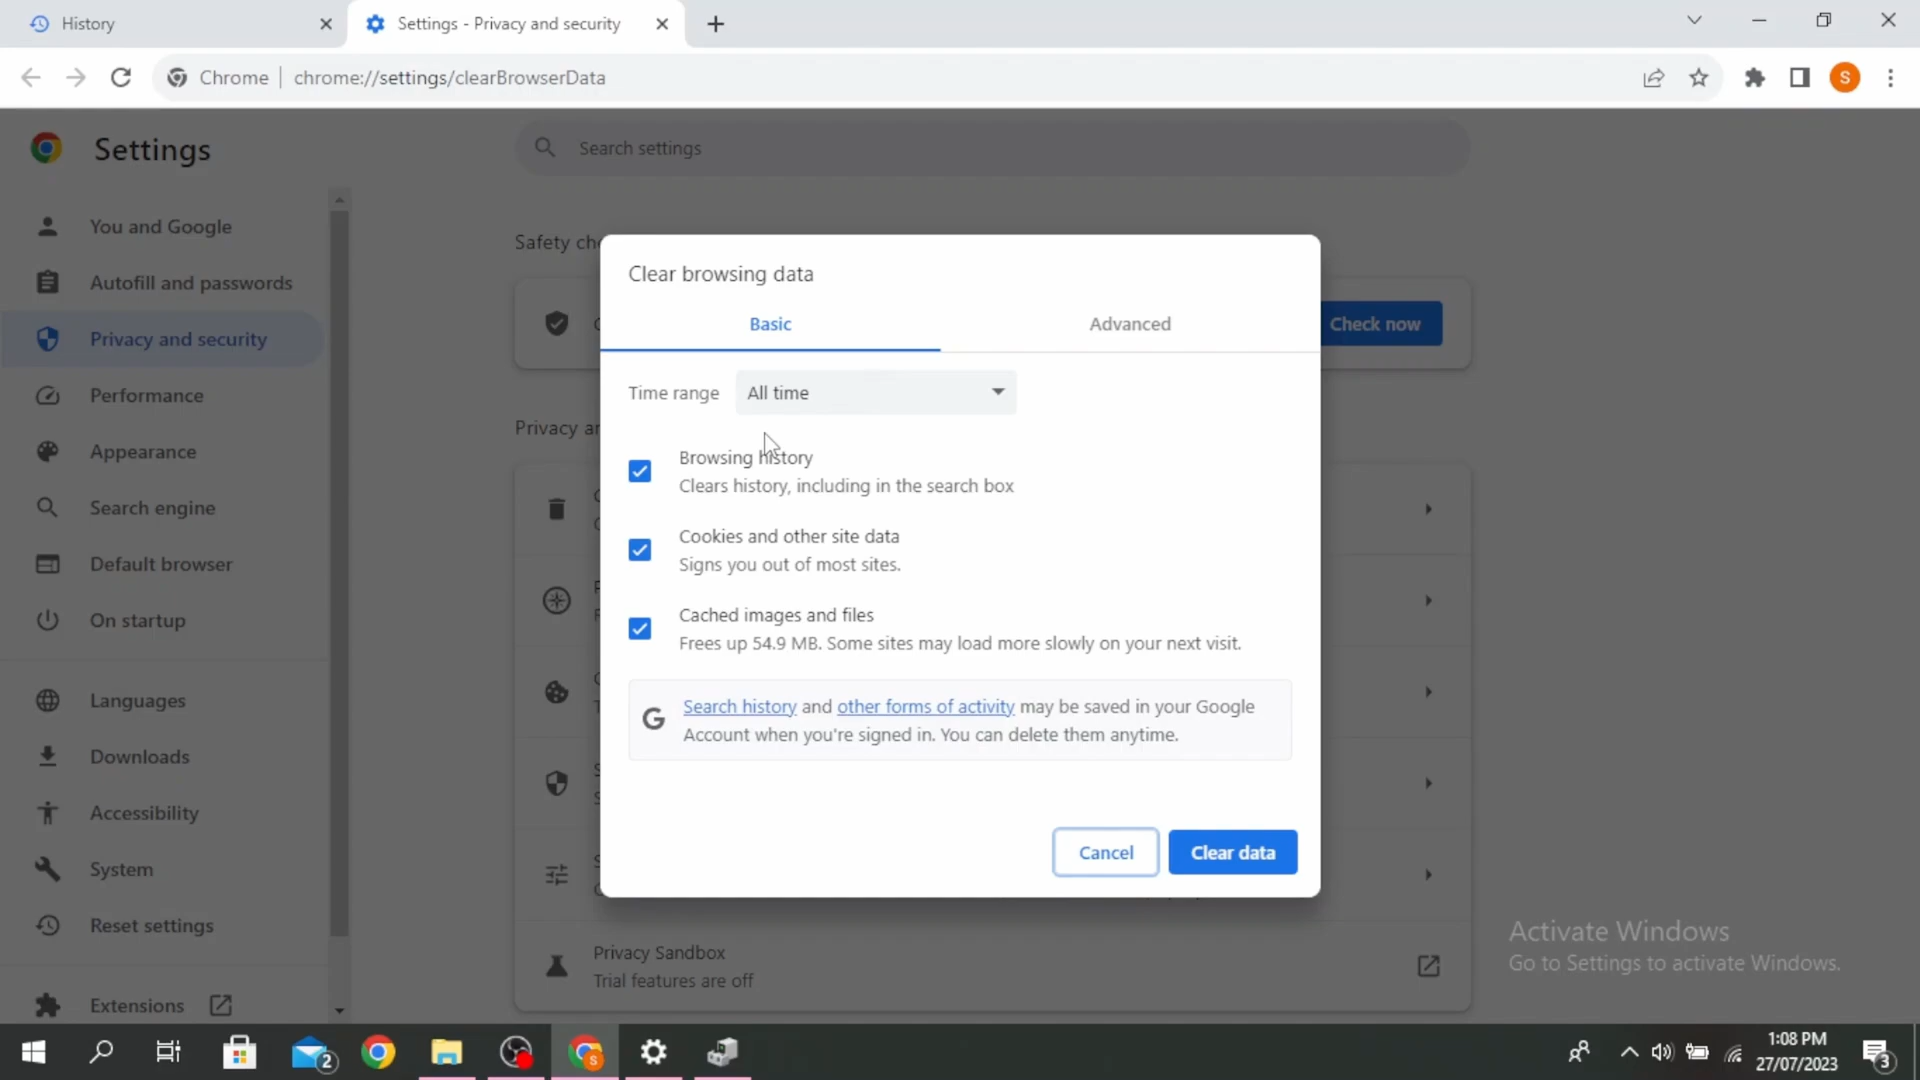 History
Settings - Privacy and security
Chrome
chrome://settings/clearBrowserData
S
Settings
Search settings
You and Google
Autofill and passwords
Privacy and security
Performance
Appearance
Search engine
Default browser
On startup
Languages
Downloads
Accessibility
System
Reset settings
Extensions
Safety ch
Check now
Privacy a
Clear browsing data
Basic
Advanced
Time range
All time
Browsing history
Clears history, including in the search box
Cookies and other site data
Signs you out of most sites.
Cached images and files
Frees up 54.9 MB. Some sites may load more slowly on your next visit.
Search history and other forms of activity may be saved in your Google
Account when you're signed in. You can delete them anytime.
Cancel
Clear data
Privacy Sandbox
Trial features are off
Activate Windows
Go to Settings to activate Windows.
2
S
1:08 PM
27/07/2023
3